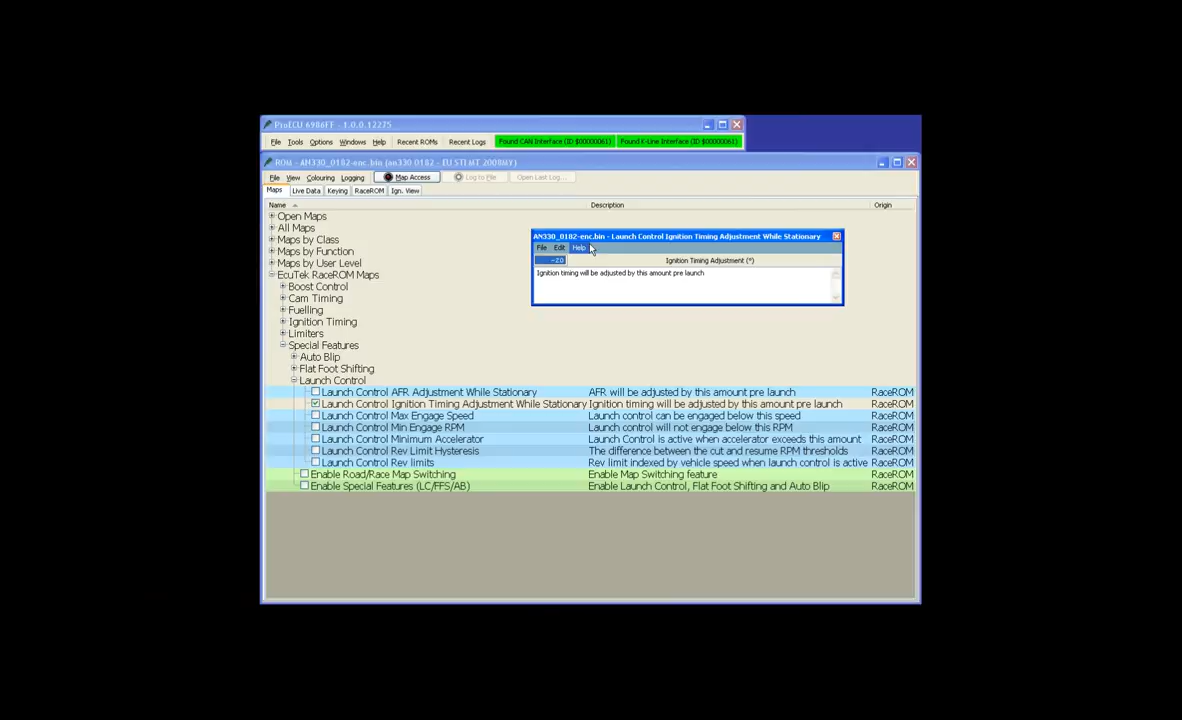 ProECU 6986FF - 1.0.0.12275
File Tools Options Windows Help Recent ROMs Recent Logs Found CAN Interface (ID $00000061) Found K-Line Interface (ID $00000061)
ROM - AN330_0182-enc.bin (an330 0182 - EU STI MT 2008MY)
File View Colouring Logging Map Access Log to File Open Last Log...
Maps Live Data Keying RaceROM Ign. View
Name Description Origin
Open Maps
All Maps
Maps by Class
Maps by Function
Maps by User Level
EcuTek RaceROM Maps
Boost Control
Cam Timing
Fuelling
Ignition Timing
Limiters
Special Features
Auto Blip
Flat Foot Shifting
Launch Control
Launch Control AFR Adjustment While Stationary AFR will be adjusted by this amount pre launch RaceROM
Launch Control Ignition Timing Adjustment While Stationary Ignition timing will be adjusted by this amount pre launch RaceROM
Launch Control Max Engage Speed Launch control can be engaged below this speed RaceROM
Launch Control Min Engage RPM Launch control will not engage below this RPM RaceROM
Launch Control Minimum Accelerator Launch Control is active when accelerator exceeds this amount RaceROM
Launch Control Rev Limit Hysteresis The difference between the cut and resume RPM thresholds RaceROM
Launch Control Rev limits Rev limit indexed by vehicle speed when launch control is active RaceROM
Enable Road/Race Map Switching Enable Map Switching feature RaceROM
Enable Special Features (LC/FFS/AB) Enable Launch Control, Flat Foot Shifting and Auto Blip RaceROM
AN330_0182-enc.bin - Launch Control Ignition Timing Adjustment While Stationary
File Edit Help
Ignition Timing Adjustment (°)
Ignition timing will be adjusted by this amount pre launch